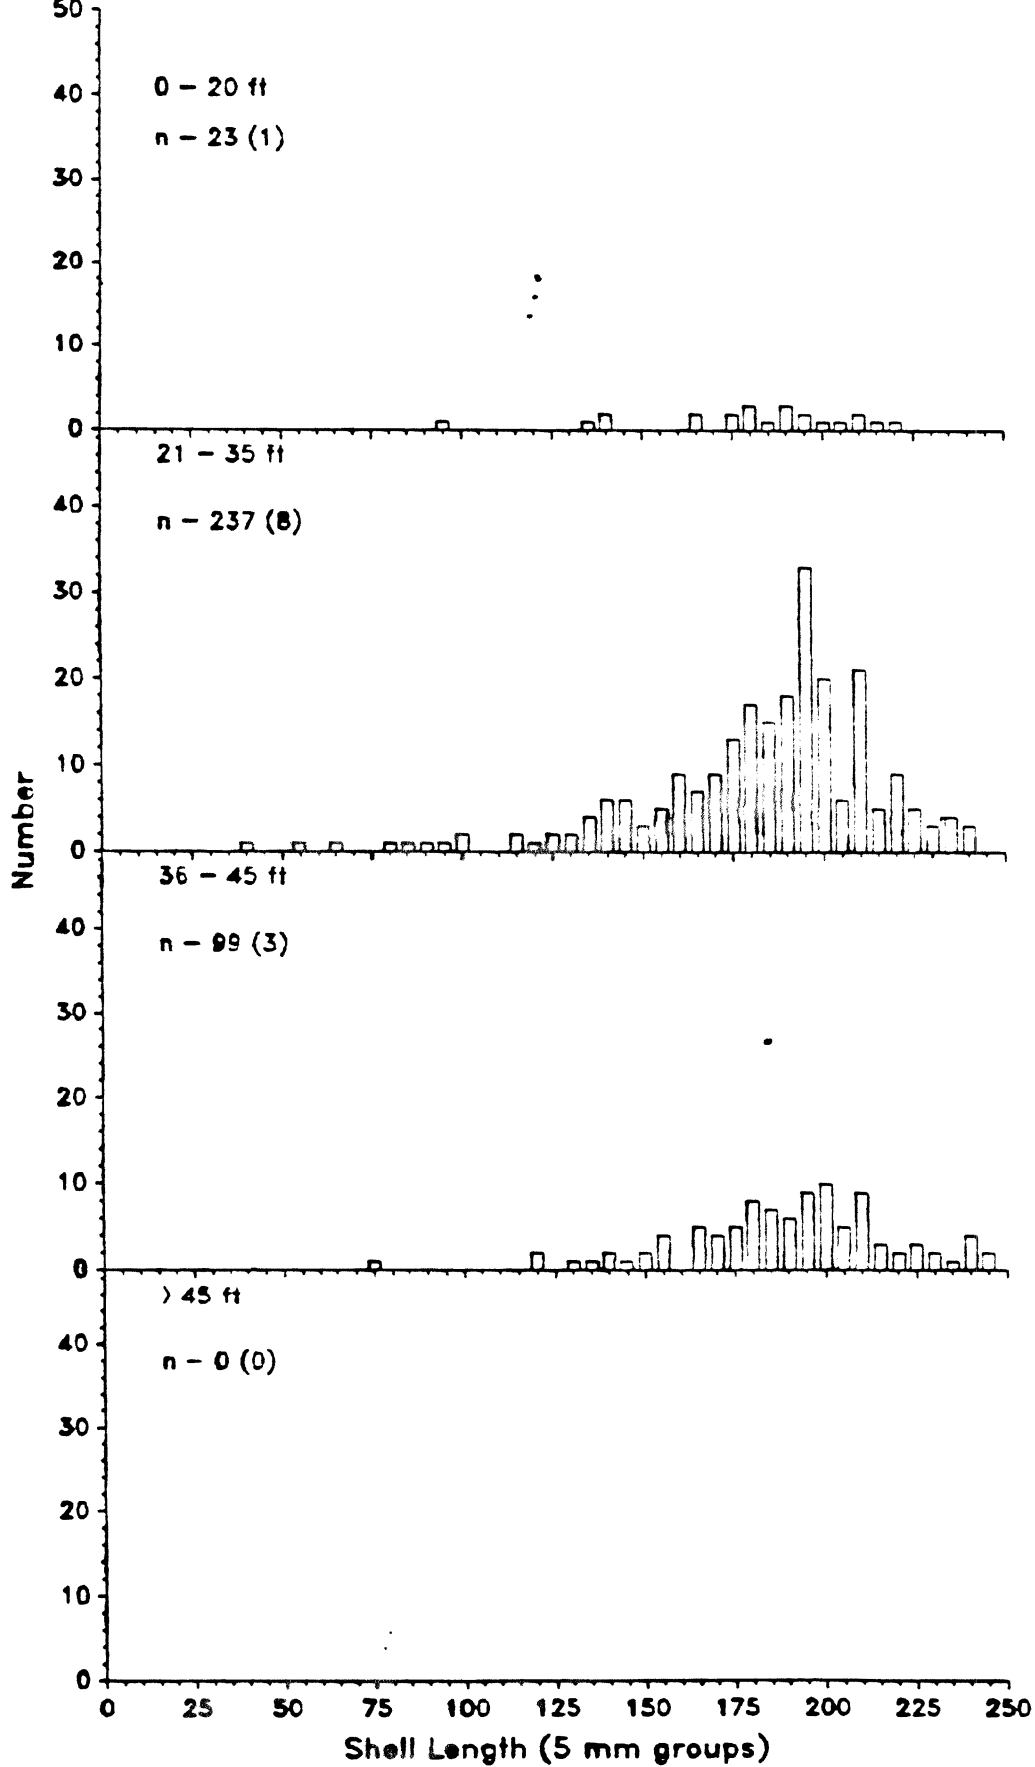 50
0 – 20 ft
40
n – 23 (1)
30
20
10
0
21 – 35 ft
40
n – 237 (8)
30
20
10
0
Number
36 – 45 ft
40
n – 99 (3)
30
20
10
0
> 45 ft
40
n – 0 (0)
30
20
10
0
0 25 50 75 100 125 150 175 200 225 250
Shell Length (5 mm groups)